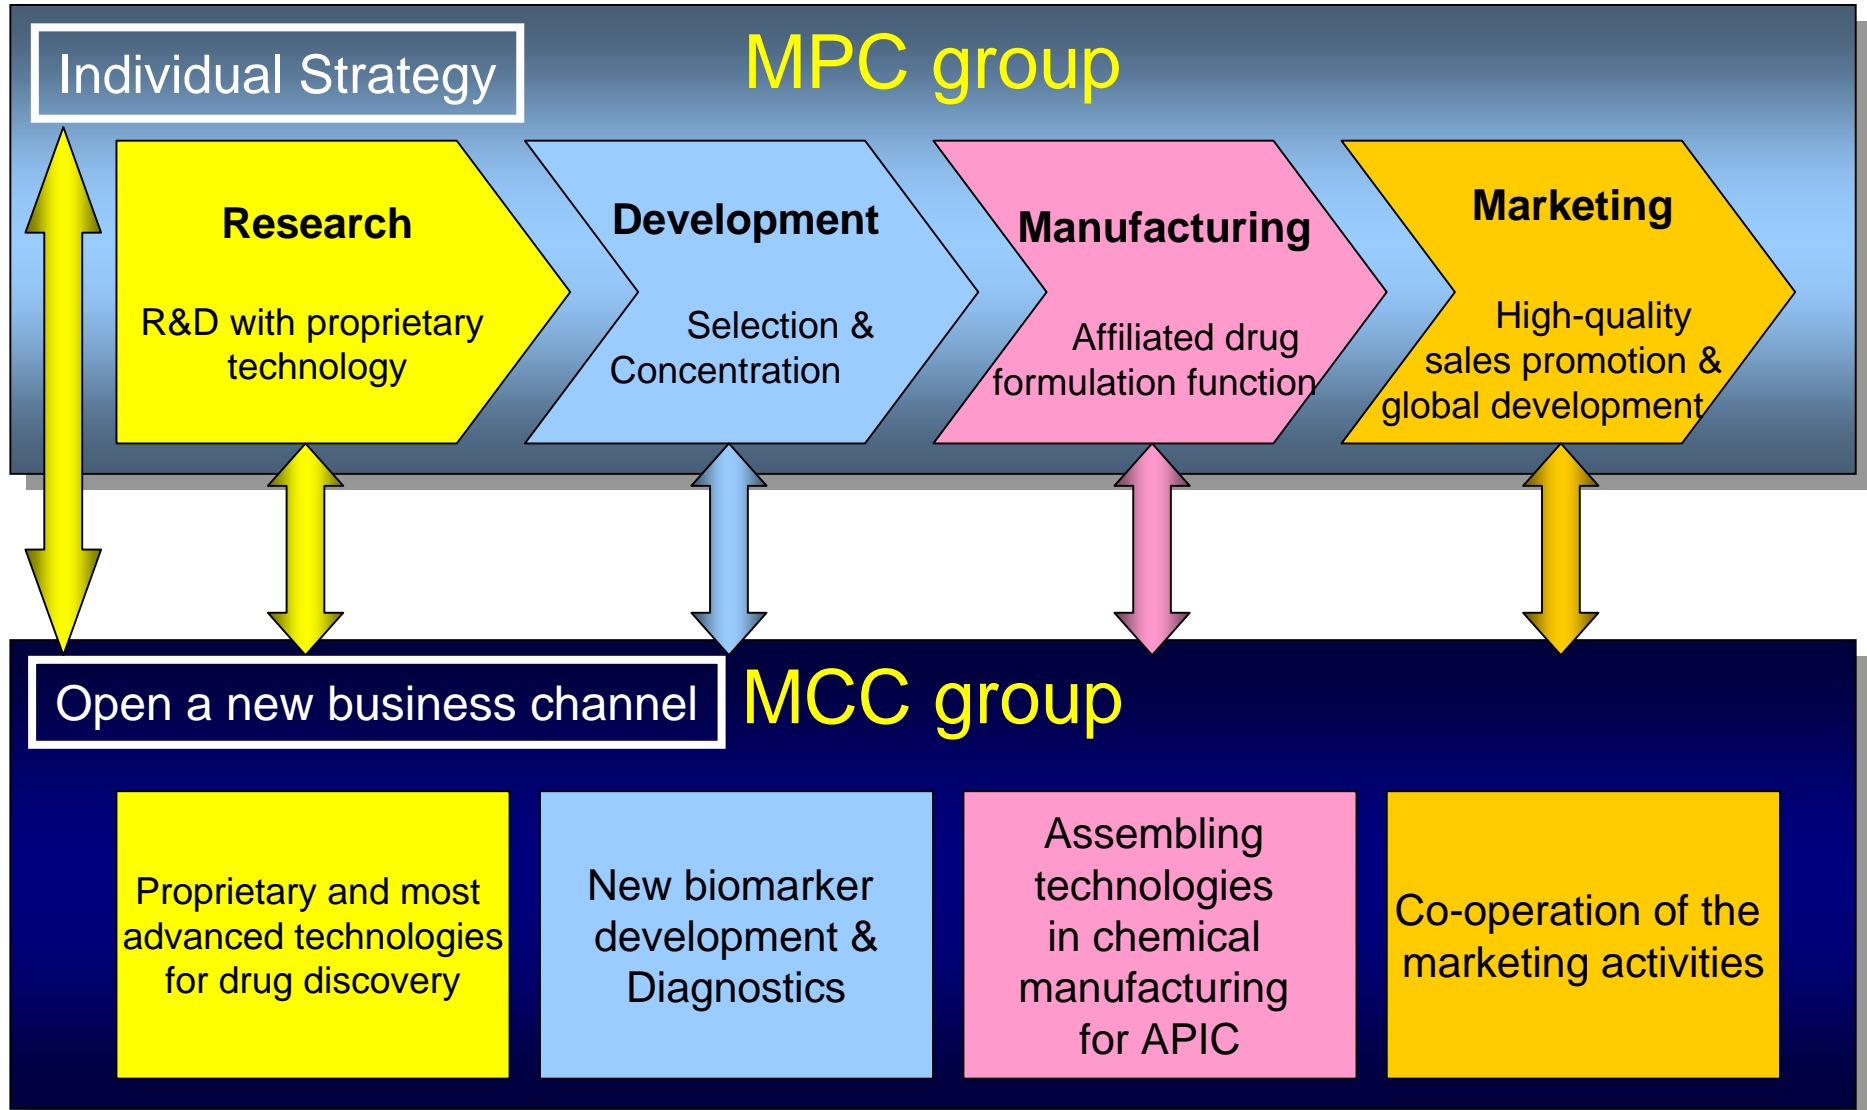 Individual Strategy
MPC group
Research
R&D with proprietary
technology
Development
Selection &
Concentration
Manufacturing
Affiliated drug
formulation function
Marketing
High-quality
sales promotion &
global development
Open a new business channel
MCC group
Proprietary and most
advanced technologies
for drug discovery
New biomarker
development &
Diagnostics
Assembling
technologies
in chemical
manufacturing
for APIC
Co-operation of the
marketing activities